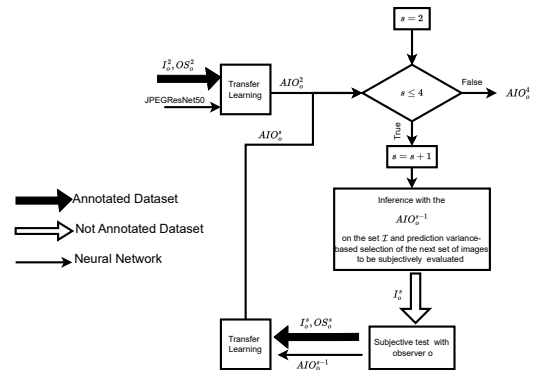 s = 2
I_o^2, OS_o^2
JPEGResNet50
Transfer
Learning
AIO_o^2
s ≤ 4
False
AIO_o^4
True
AIO_o^s
s = s + 1
Inference with the
AIO_o^{s-1}
on the set I and prediction variance-
based selection of the next set of images
to be subjectively evaluated
Annotated Dataset
Not Annotated Dataset
Neural Network
I_o^s
Transfer
Learning
I_o^s, OS_o^s
AIO_o^{s-1}
Subjective test with
observer o